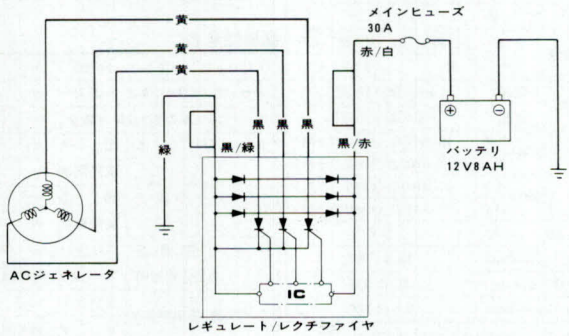 メインヒューズ
30A
黄
黄
黄
赤/白
黒
黒
黒
黒/緑
黒/赤
緑
⊕
⊖
バッテリ
12V8AH
ACジェネレータ
IC
レギュレート/レクチファイヤ